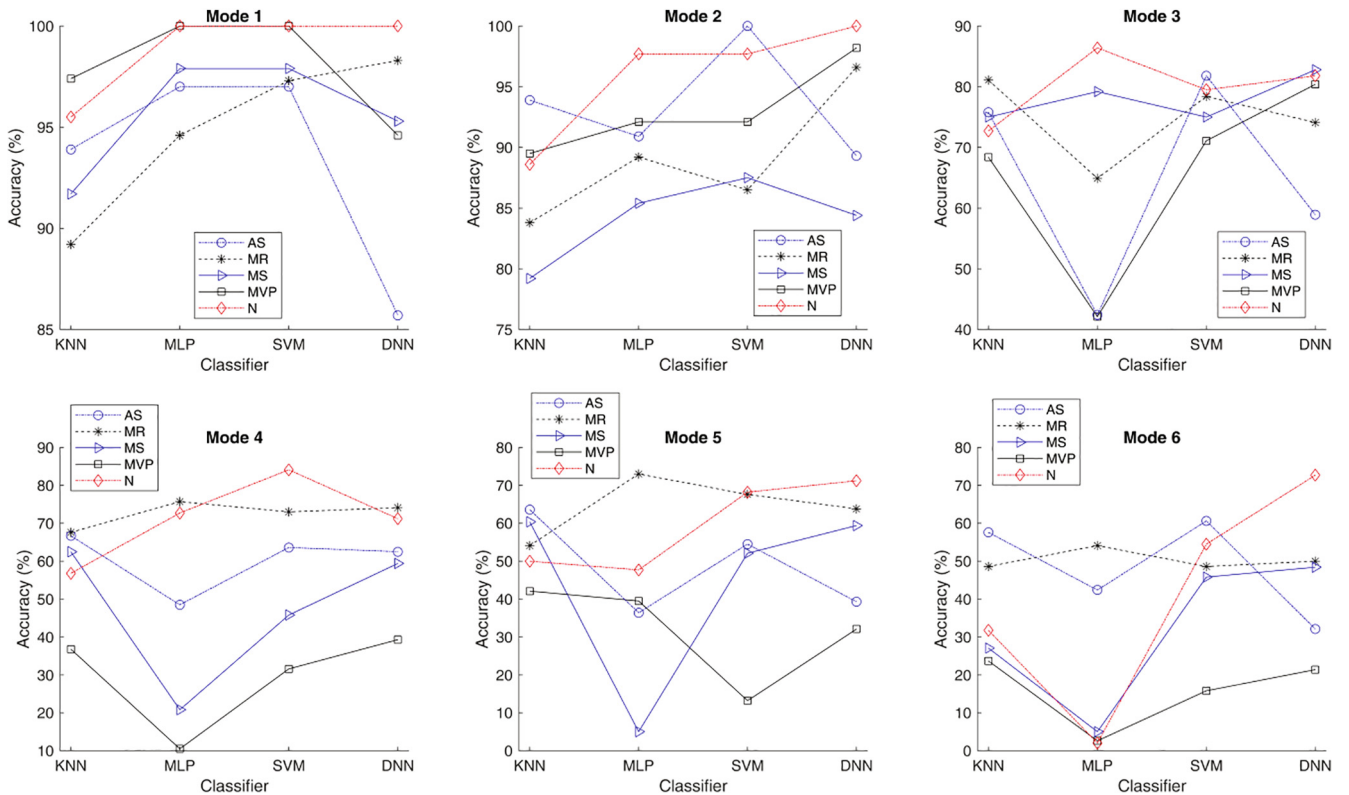 Mode 1
100
95
90
85
Accuracy (%)
AS
MR
MS
MVP
N
KNN MLP SVM DNN
Classifier
Mode 2
100
95
90
85
80
75
Accuracy (%)
AS
MR
MS
MVP
N
KNN MLP SVM DNN
Classifier
Mode 3
90
80
70
60
50
40
Accuracy (%)
AS
MR
MS
MVP
N
KNN MLP SVM DNN
Classifier
AS
MR
MS
MVP
N
Mode 4
90
80
70
60
50
40
30
20
10
Accuracy (%)
KNN MLP SVM DNN
Classifier
AS
MR
MS
MVP
N
Mode 5
80
70
60
50
40
30
20
10
0
Accuracy (%)
KNN MLP SVM DNN
Classifier
AS
MR
MS
MVP
N
Mode 6
80
70
60
50
40
30
20
10
0
Accuracy (%)
KNN MLP SVM DNN
Classifier